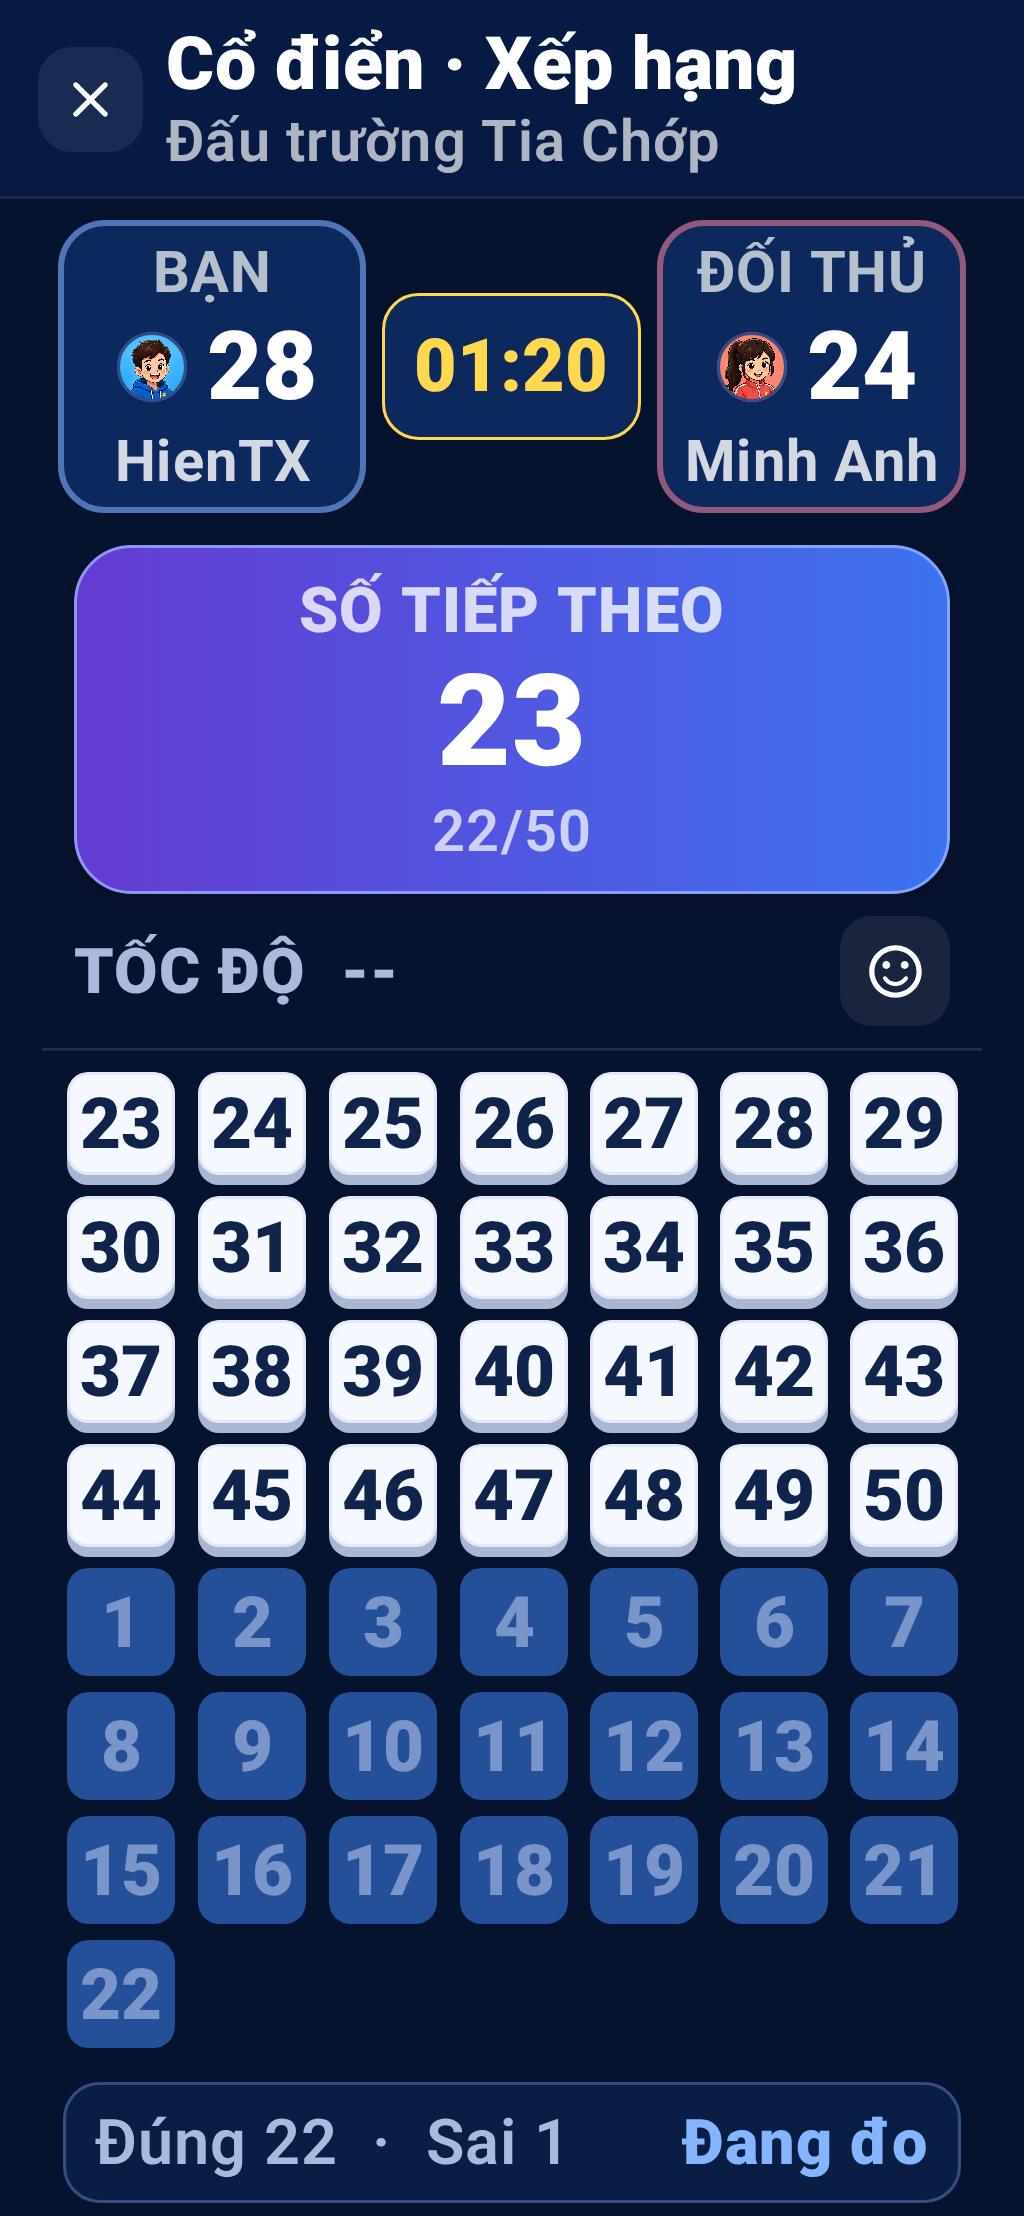 Cổ điển · Xếp hạng
Đấu trường Tia Chớp
BẠN
28
HienTX
01:20
ĐỐI THỦ
24
Minh Anh
SỐ TIẾP THEO
23
22/50
TỐC ĐỘ --
23 24 25 26 27 28 29
30 31 32 33 34 35 36
37 38 39 40 41 42 43
44 45 46 47 48 49 50
1 2 3 4 5 6 7
8 9 10 11 12 13 14
15 16 17 18 19 20 21
22
Đúng 22 · Sai 1 Đang đo